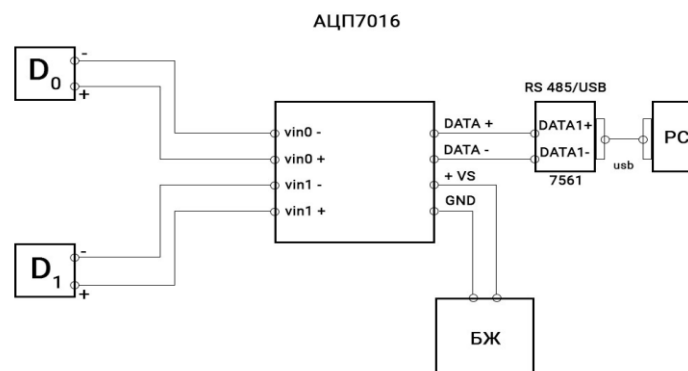 АЦП7016
D0
-
+
D1
-
+
vin0 -
vin0 +
vin1 -
vin1 +
DATA +
DATA -
+ VS
GND
RS 485/USB
DATA1+
DATA1-
7561
usb
PC
БЖ